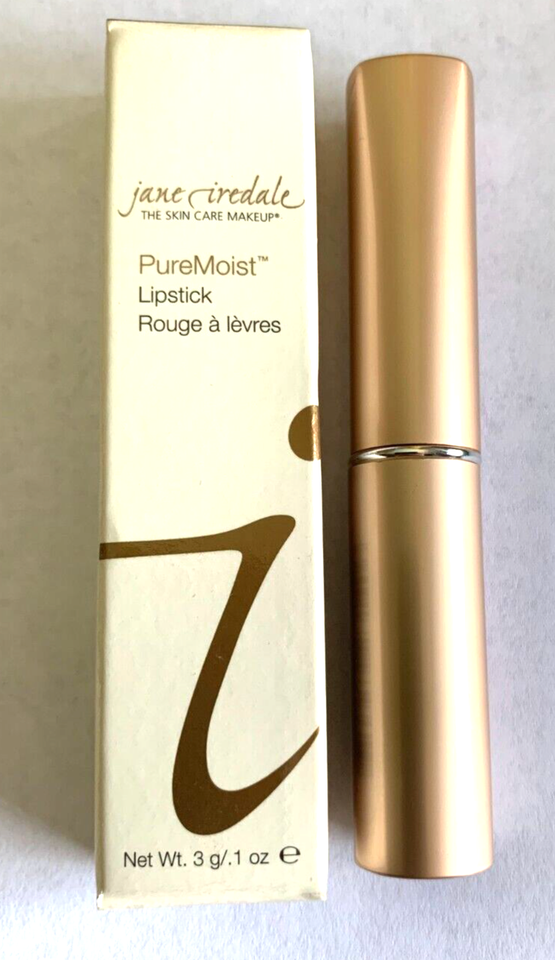 jane iredale
THE SKIN CARE MAKEUP®
PureMoist™
Lipstick
Rouge à lèvres
Net Wt. 3 g/.1 oz ℮